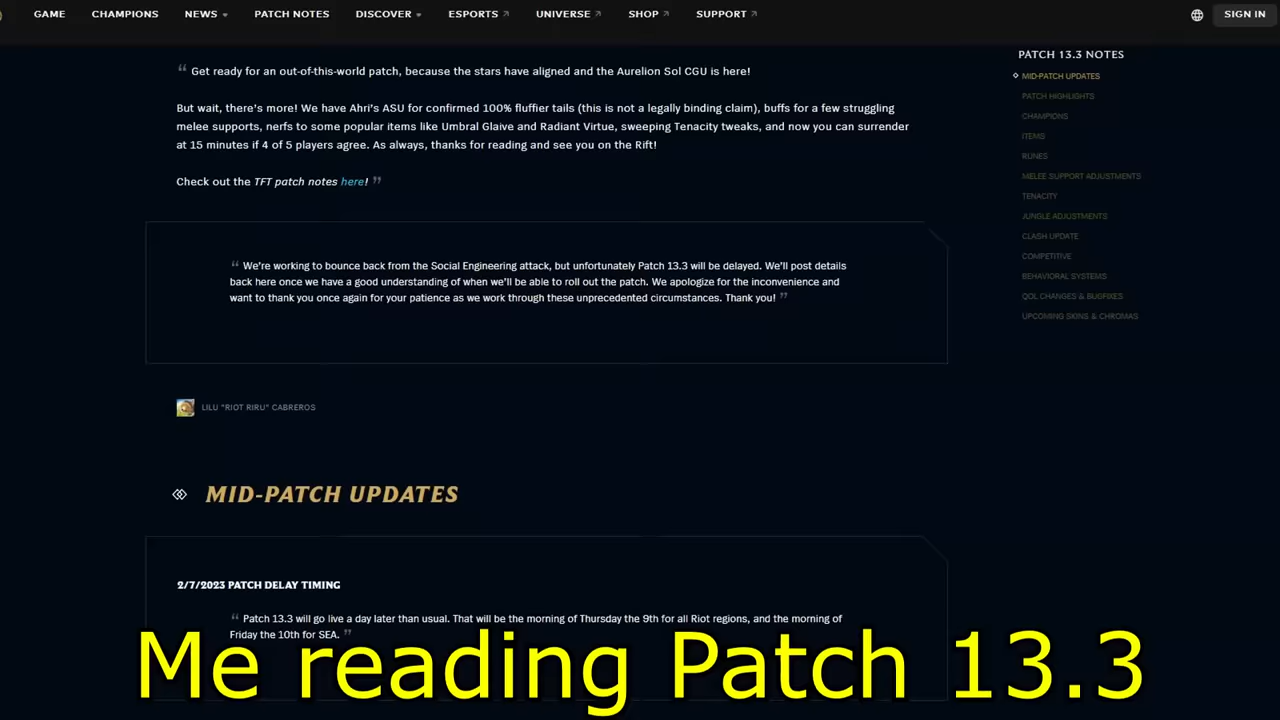 GAME CHAMPIONS NEWS PATCH NOTES DISCOVER ESPORTS UNIVERSE SHOP SUPPORT SIGN IN
“ Get ready for an out-of-this-world patch, because the stars have aligned and the Aurelion Sol CGU is here!
But wait, there's more! We have Ahri's ASU for confirmed 100% fluffier tails (this is not a legally binding claim), buffs for a few struggling
melee supports, nerfs to some popular items like Umbral Glaive and Radiant Virtue, sweeping Tenacity tweaks, and now you can surrender
at 15 minutes if 4 of 5 players agree. As always, thanks for reading and see you on the Rift!
Check out the TFT patch notes here! ”
“ We're working to bounce back from the Social Engineering attack, but unfortunately Patch 13.3 will be delayed. We'll post details
back here once we have a good understanding of when we'll be able to roll out the patch. We apologize for the inconvenience and
want to thank you once again for your patience as we work through these unprecedented circumstances. Thank you! ”
LILU "RIOT RIRU" CABREROS
MID-PATCH UPDATES
2/7/2023 PATCH DELAY TIMING
“ Patch 13.3 will go live a day later than usual. That will be the morning of Thursday the 9th for all Riot regions, and the morning of
Friday the 10th for SEA. ”
PATCH 13.3 NOTES
MID-PATCH UPDATES
PATCH HIGHLIGHTS
CHAMPIONS
ITEMS
RUNES
MELEE SUPPORT ADJUSTMENTS
TENACITY
JUNGLE ADJUSTMENTS
CLASH UPDATE
COMPETITIVE
BEHAVIORAL SYSTEMS
QOL CHANGES & BUGFIXES
UPCOMING SKINS & CHROMAS
Me reading Patch 13.3